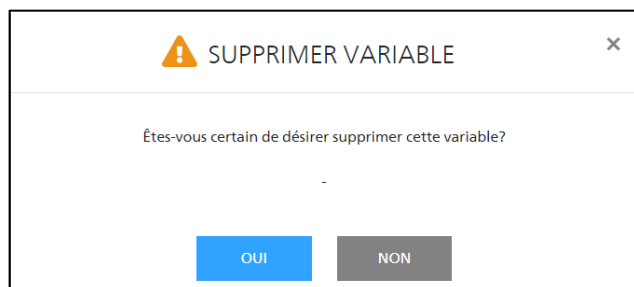 SUPPRIMER VARIABLE ×
Êtes-vous certain de désirer supprimer cette variable?
-
OUI NON